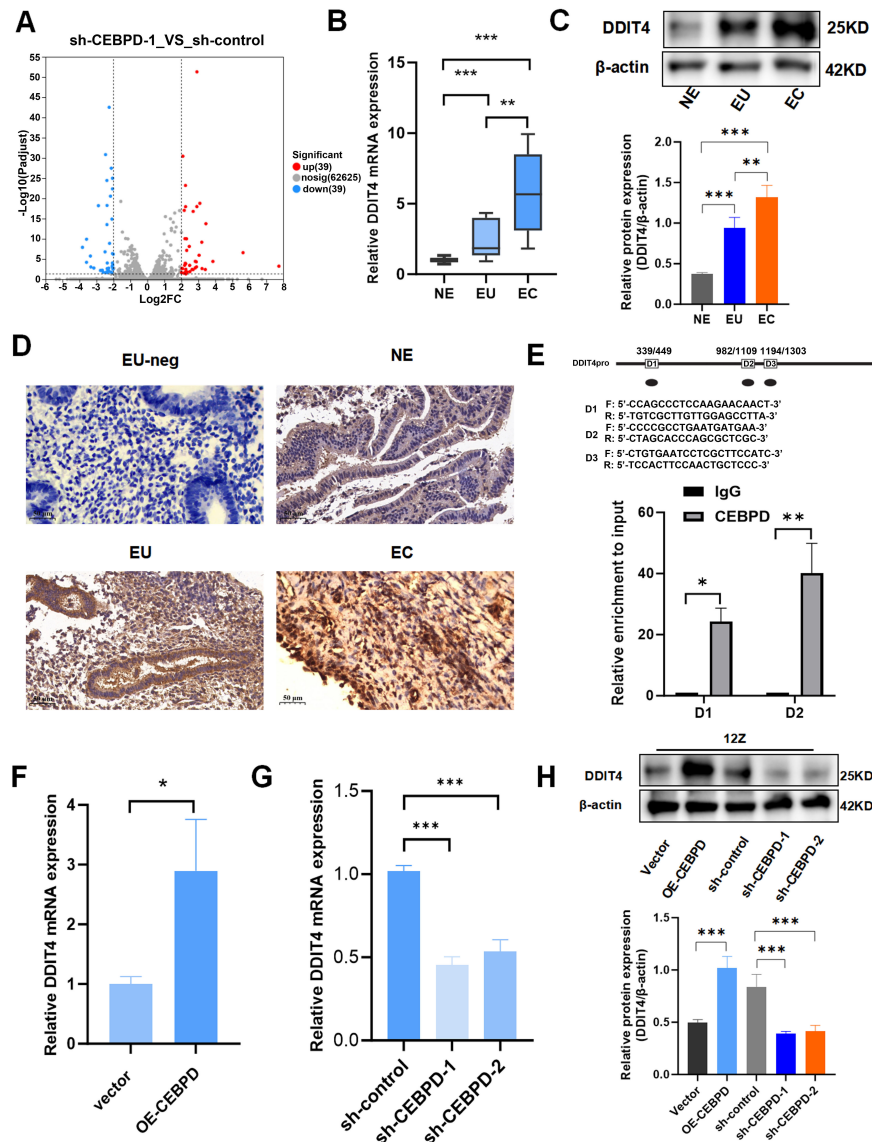 A
sh-CEBPD-1_VS_sh-control
-Log10(Padjust)
55
50
45
40
35
30
25
20
15
10
5
0
-6 -5 -4 -3 -2 -1 0 1 2 3 4 5 6 7 8
Log2FC
Significant
up(39)
nosig(62625)
down(39)
B
Relative DDIT4 mRNA expression
15
10
5
0
***
***
**
NE EU EC
C
DDIT4
25KD
β-actin
42KD
NE EU EC
Relative protein expression
(DDIT4/β-actin)
2.0
1.5
1.0
0.5
0.0
***
***
**
NE EU EC
D
EU-neg
NE
50 μm
EU
EC
50 μm
E
339/449 982/1109 1194/1303
DDIT4pro D1 D2 D3
D1 F: 5'-CCAGCCCTCCAAGAACAACT-3'
R: 5'-TGTCGCTTGTTGGAGCCTTA-3'
D2 F: 5'-CCCCGCCTGAATGATGAA-3'
R: 5'-CTAGCACCCAGCGCTCGC-3'
D3 F: 5'-CTGTGAATCCTCGCTTCCATC-3'
R: 5'-TCCACTTCCAACTGCTCCC-3'
IgG
CEBPD
Relative enrichment to input
60
40
20
0
*
**
D1 D2
F
Relative DDIT4 mRNA expression
4
3
2
1
0
*
vector OE-CEBPD
G
Relative DDIT4 mRNA expression
1.5
1.0
0.5
0.0
***
***
sh-control sh-CEBPD-1 sh-CEBPD-2
H
12Z
DDIT4
25KD
β-actin
42KD
Vector OE-CEBPD sh-control sh-CEBPD-1 sh-CEBPD-2
Relative protein expression
(DDIT4/β-actin)
1.5
1.0
0.5
0.0
***
***
***
Vector OE-CEBPD sh-control sh-CEBPD-1 sh-CEBPD-2